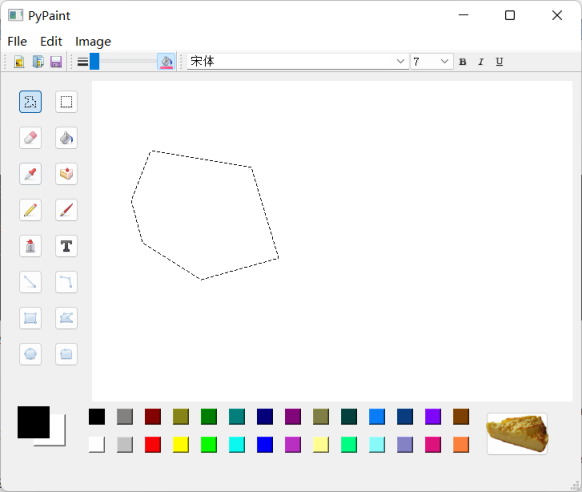 PyPaint
FIle Edit Image
宋体 7 B I U
T